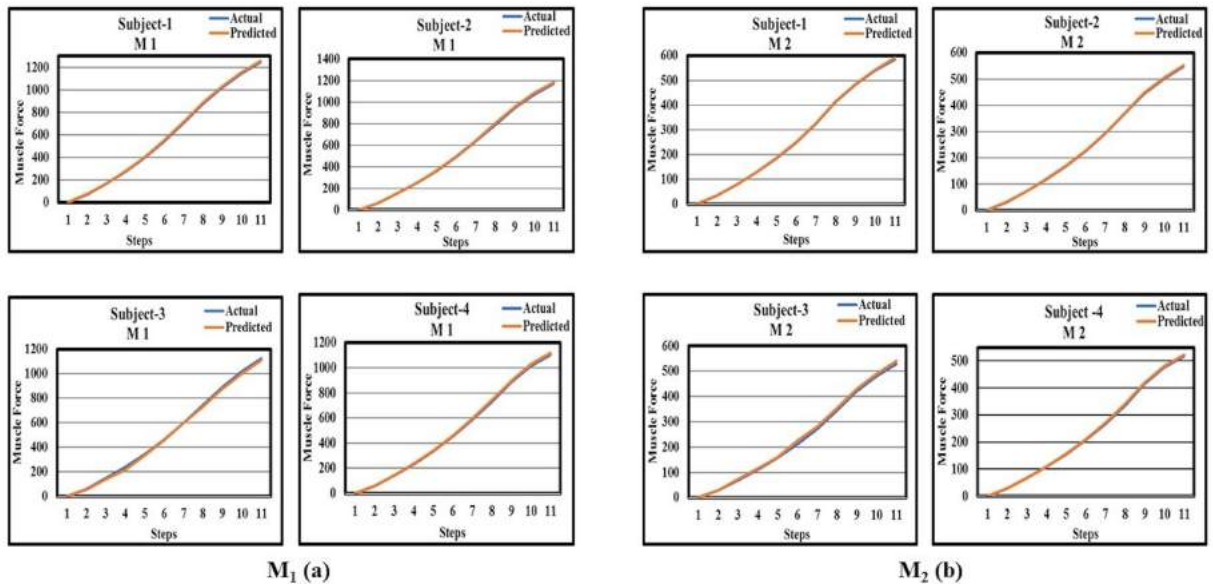 Subject-1
M 1
Actual
Predicted
Muscle Force
1200
1000
800
600
400
200
0
1 2 3 4 5 6 7 8 9 10 11
Steps
Subject-2
M 1
Actual
Predicted
Muscle Force
1400
1200
1000
800
600
400
200
0
1 2 3 4 5 6 7 8 9 10 11
Steps
Subject-1
M 2
Actual
Predicted
Muscle Force
600
500
400
300
200
100
0
1 2 3 4 5 6 7 8 9 10 11
Steps
Subject-2
M 2
Actual
Predicted
Muscle Force
600
500
400
300
200
100
0
1 2 3 4 5 6 7 8 9 10 11
Steps
Subject-3
M 1
Actual
Predicted
Muscle Force
1200
1000
800
600
400
200
0
1 2 3 4 5 6 7 8 9 10 11
Steps
Subject-4
M 1
Actual
Predicted
Muscle Force
1200
1000
800
600
400
200
0
1 2 3 4 5 6 7 8 9 10 11
Steps
Subject-3
M 2
Actual
Predicted
Muscle Force
600
500
400
300
200
100
0
1 2 3 4 5 6 7 8 9 10 11
Steps
Subject -4
M 2
Actual
Predicted
Muscle Force
500
400
300
200
100
0
1 2 3 4 5 6 7 8 9 10 11
Steps
M₁ (a)
M₂ (b)